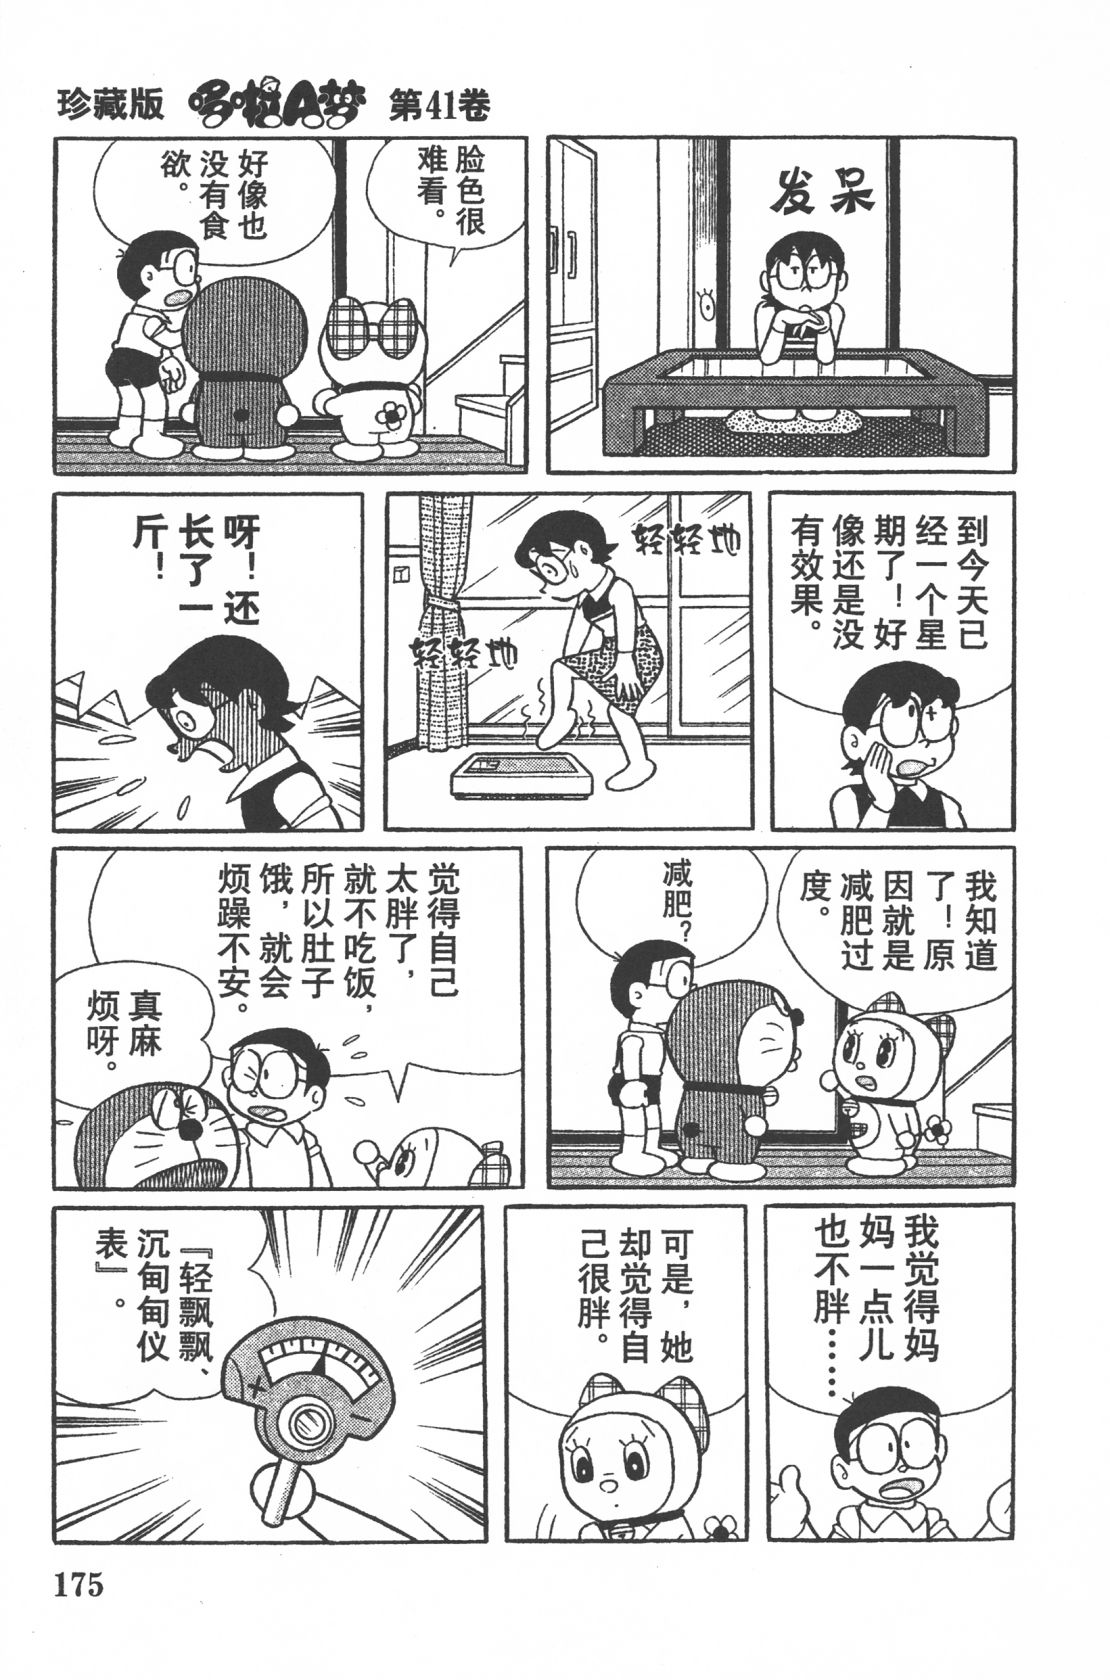 珍藏版 哆啦A梦 第41卷
发呆
脸色很
难看。
好像也
没有食
欲。
到今天已
经一个星
期了！好
像还是没
有效果。
轻轻地
轻轻地
呀！还
长了一
斤！
我知道
了！原
因就是
减肥过
度。
减肥？
觉得自己
太胖了，
就不吃饭，
所以肚子
饿，就会
烦躁不安。
真麻
烦呀。
我觉得妈
妈一点儿
也不胖……
可是，她
却觉得自
己很胖。
『轻飘飘、
沉甸甸仪
表』。
+
-
175